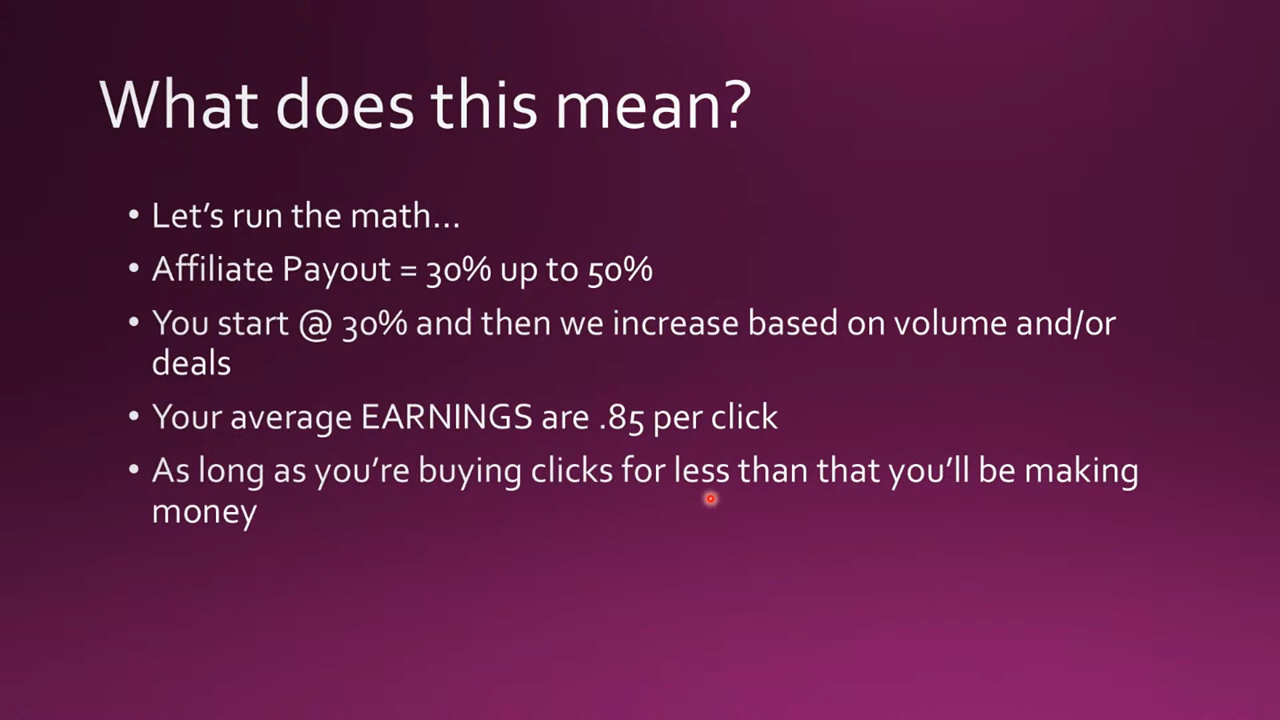 What does this mean?
• Let’s run the math…
• Affiliate Payout = 30% up to 50%
• You start @ 30% and then we increase based on volume and/or
deals
• Your average EARNINGS are .85 per click
• As long as you’re buying clicks for less than that you’ll be making
money